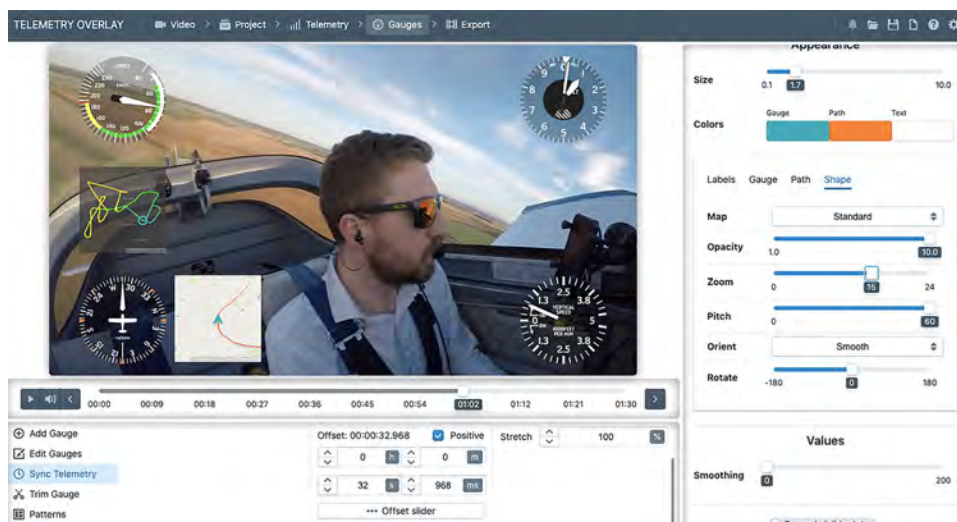 TELEMETRY OVERLAY Video > Project > Telemetry > Gauges > Export
Appearance
Size 0.1 1.7 10.0
Gauge Path Text
Colors
Labels Gauge Path Shape
Map Standard
Opacity 1.0 10.0
Zoom 0 15 24
Pitch 0 60
Orient Smooth
Rotate -180 0 180
Values
Smoothing 0 200
VERTICAL
SPEED
00:00 00:09 00:18 00:27 00:36 00:45 00:54 01:02 01:12 01:21 01:30
Add Gauge
Edit Gauges
Sync Telemetry
Trim Gauge
Patterns
Offset: 00:00:32.968 Positive Stretch 100 %
0 h 0 m
32 s 968 ms
••• Offset slider